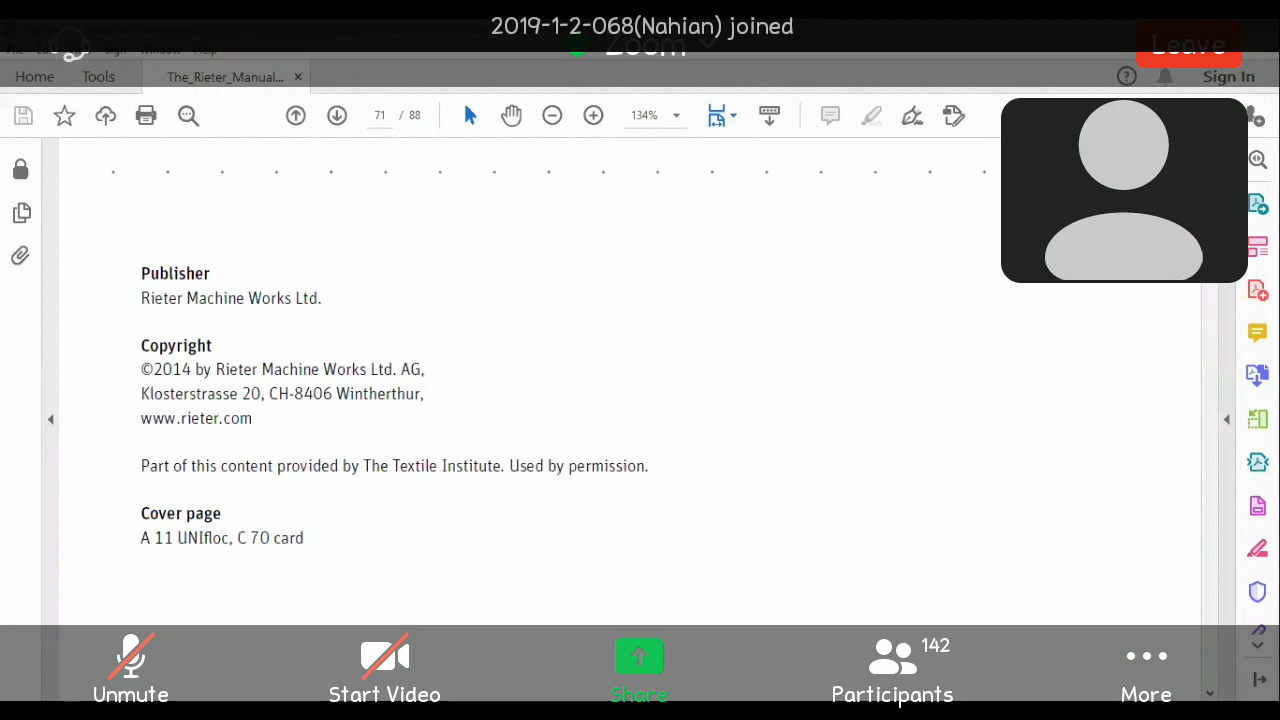 2019-1-2-068(Nahian) joined
Zoom
Leave
Home
Tools
The_Rieter_Manual... ×
Sign In
71 / 88
134%
Publisher
Rieter Machine Works Ltd.
Copyright
©2014 by Rieter Machine Works Ltd. AG,
Klosterstrasse 20, CH-8406 Wintherthur,
www.rieter.com
Part of this content provided by The Textile Institute. Used by permission.
Cover page
A 11 UNIfloc, C 70 card
142
Unmute
Start Video
Share
Participants
More